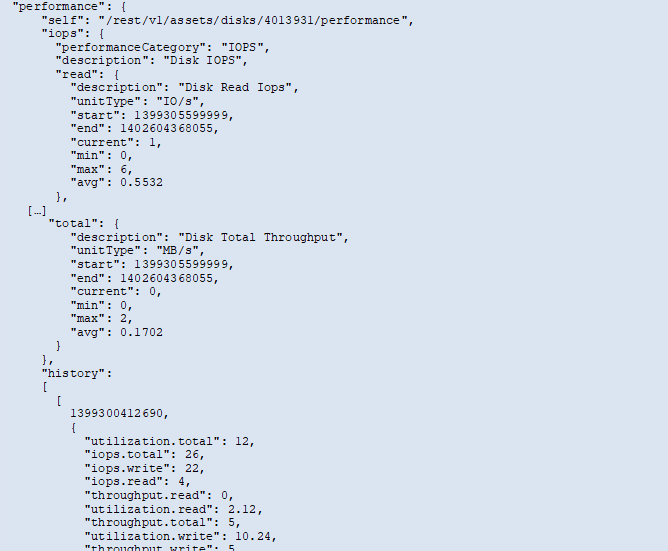 "performance": {
"self": "/rest/v1/assets/disks/4013931/performance",
"iops": {
"performanceCategory": "IOPS",
"description": "Disk IOPS",
"read": {
"description": "Disk Read Iops",
"unitType": "IO/s",
"start": 1399305599999,
"end": 1402604368055,
"current": 1,
"min": 0,
"max": 6,
"avg": 0.5532
},
[…]
"total": {
"description": "Disk Total Throughput",
"unitType": "MB/s",
"start": 1399305599999,
"end": 1402604368055,
"current": 0,
"min": 0,
"max": 2,
"avg": 0.1702
}
},
"history":
[
[
1399300412690,
{
"utilization.total": 12,
"iops.total": 26,
"iops.write": 22,
"iops.read": 4,
"throughput.read": 0,
"utilization.read": 2.12,
"throughput.total": 5,
"utilization.write": 10.24,
"throughput.write": 5